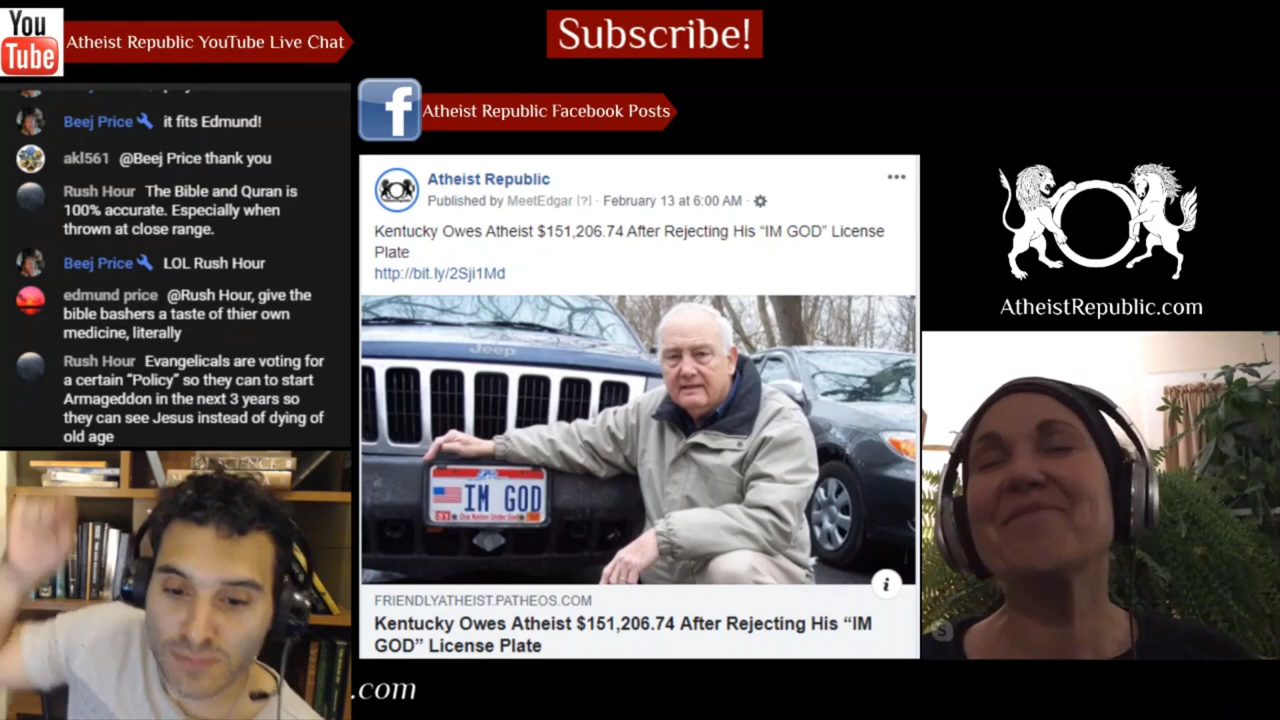 You
Tube
Atheist Republic YouTube Live Chat
Subscribe!
Beej Price it fits Edmund!
akl561 @Beej Price thank you
Rush Hour The Bible and Quran is
100% accurate. Especially when
thrown at close range.
Beej Price LOL Rush Hour
edmund price @Rush Hour, give the
bible bashers a taste of thier own
medicine, literally
Rush Hour Evangelicals are voting for
a certain “Policy” so they can to start
Armageddon in the next 3 years so
they can see Jesus instead of dying of
old age
f
Atheist Republic Facebook Posts
Atheist Republic
Published by MeetEdgar [?] · February 13 at 6:00 AM ·
Kentucky Owes Atheist $151,206.74 After Rejecting His “IM GOD” License
Plate
http://bit.ly/2Sji1Md
Jeep
IM GOD
One Nation Under God
i
FRIENDLYATHEIST.PATHEOS.COM
Kentucky Owes Atheist $151,206.74 After Rejecting His “IM
GOD” License Plate
AtheistRepublic.com
S
.com